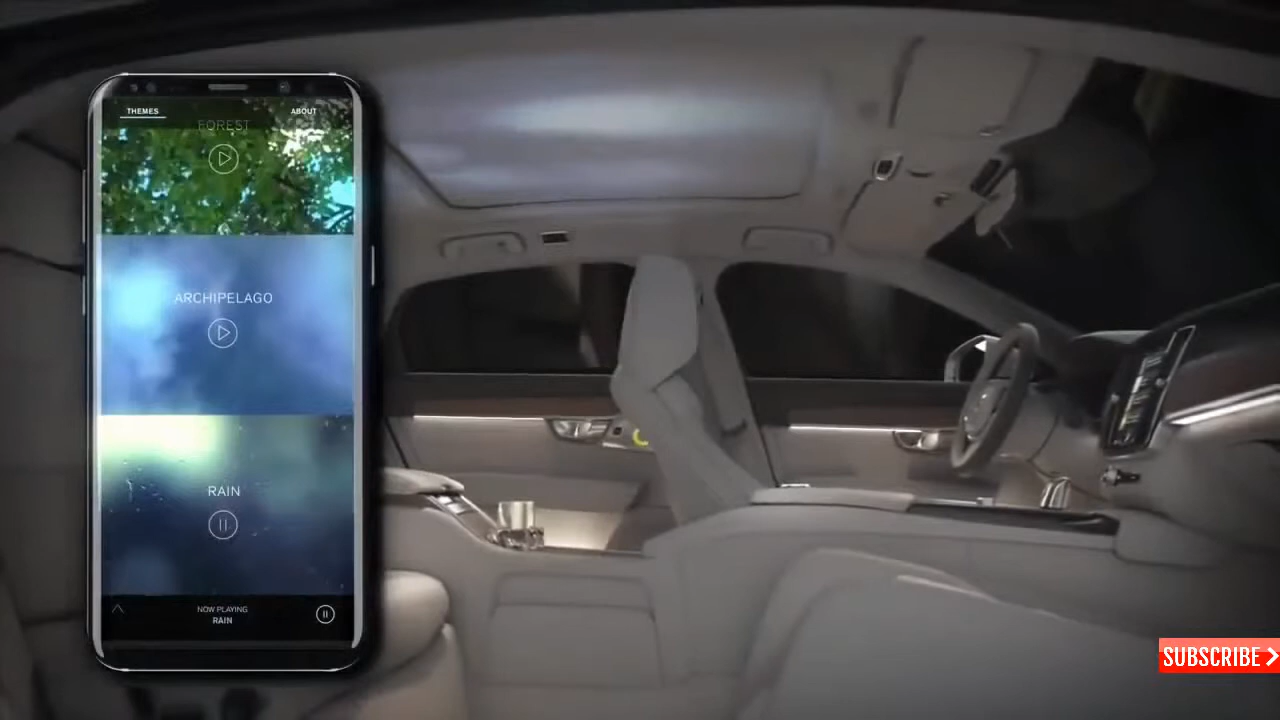 THEMES
ABOUT
FOREST
ARCHIPELAGO
RAIN
NOW PLAYING
RAIN
SUBSCRIBE